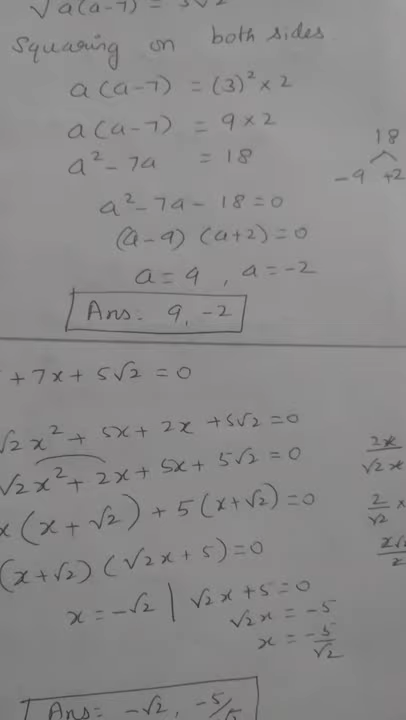 √a(a-7) = 3√2
Squaring on both sides
a(a-7) = (3)² × 2
a(a-7) = 9 × 2
a² - 7a = 18
18
-9 +2
a² - 7a - 18 = 0
(a-9) (a+2) = 0
a = 9 , a = -2
Ans: 9, -2
+ 7x + 5√2 = 0
√2x² + 5x + 2x + 5√2 = 0
√2x² + 2x + 5x + 5√2 = 0
2x
√2x
x(x + √2) + 5(x + √2) = 0
2
√2
×
(x+√2) (√2x + 5) = 0
x = -√2 | √2x + 5 = 0
√2x = -5
x = -5/√2
Ans: -√2, -5/